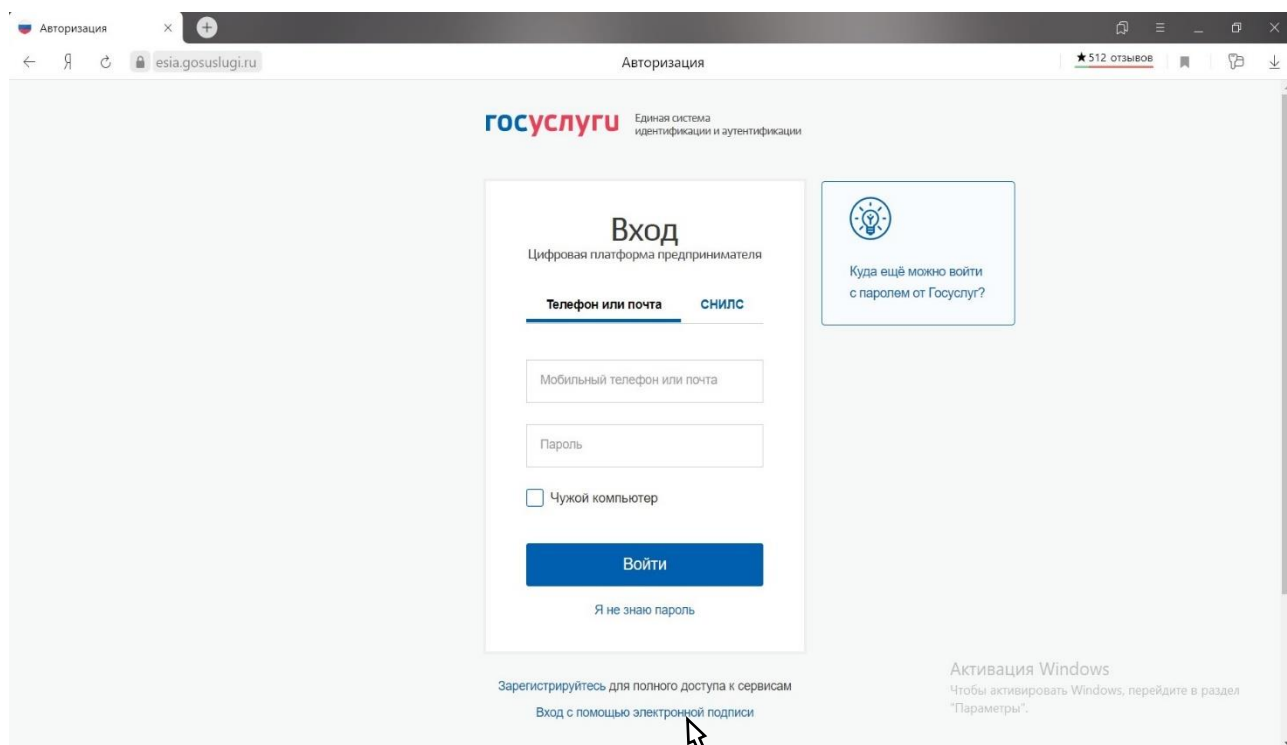 Авторизация
Я
esia.gosuslugi.ru
Авторизация
★512 отзывов
госуслуги
Единая система
идентификации и аутентификации
Вход
Цифровая платформа предпринимателя
Телефон или почта
СНИЛС
Мобильный телефон или почта
Пароль
Чужой компьютер
Войти
Я не знаю пароль
Куда ещё можно войти
с паролем от Госуслуг?
Зарегистрируйтесь для полного доступа к сервисам
Вход с помощью электронной подписи
Активация Windows
Чтобы активировать Windows, перейдите в раздел
"Параметры".